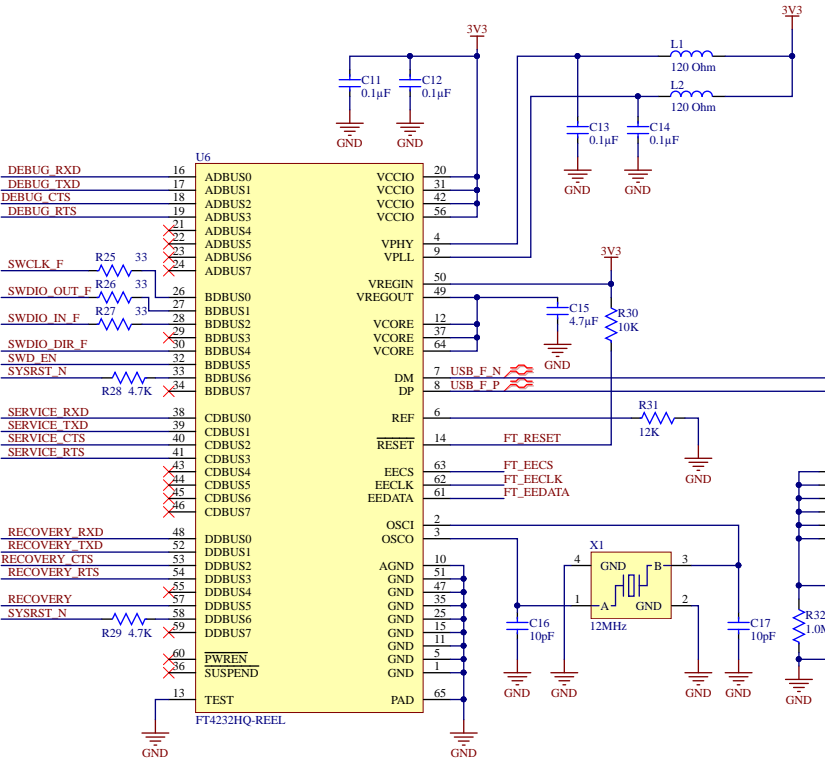 3V3
3V3
L1
120 Ohm
L2
120 Ohm
C11
0.1µF
C12
0.1µF
C13
0.1µF
C14
0.1µF
GND
GND
GND
GND
U6
DEBUG_RXD 16 ADBUS0 VCCIO 20
DEBUG_TXD 17 ADBUS1 VCCIO 31
DEBUG_CTS 18 ADBUS2 VCCIO 42
DEBUG_RTS 19 ADBUS3 VCCIO 56
21 ADBUS4
22 ADBUS5 VPHY 4
23 ADBUS6 VPLL 9
24 ADBUS7
3V3
SWCLK_F R25 33 26 BDBUS0 VREGIN 50
SWDIO_OUT_F R26 33 27 BDBUS1 VREGOUT 49
SWDIO_IN_F R27 33 28 BDBUS2 VCORE 12
29 BDBUS3 VCORE 37
SWDIO_DIR_F 30 BDBUS4 VCORE 64
SWD_EN 32 BDBUS5
SYSRST_N R28 4.7K 33 BDBUS6 DM 7 USB_F_N
34 BDBUS7 DP 8 USB_F_P
C15
4.7µF
GND
R30
10K
SERVICE_RXD 38 CDBUS0 REF 6
R31
12K
GND
SERVICE_TXD 39 CDBUS1
SERVICE_CTS 40 CDBUS2 RESET 14 FT_RESET
SERVICE_RTS 41 CDBUS3
43 CDBUS4 EECS 63 FT_EECS
44 CDBUS5 EECLK 62 FT_EECLK
45 CDBUS6 EEDATA 61 FT_EEDATA
46 CDBUS7
OSCI 2
RECOVERY_RXD 48 DDBUS0 OSCO 3
RECOVERY_TXD 52 DDBUS1
RECOVERY_CTS 53 DDBUS2 AGND 10
RECOVERY_RTS 54 DDBUS3 GND 51
55 DDBUS4 GND 47
RECOVERY 57 DDBUS5 GND 35
SYSRST_N R29 4.7K 58 DDBUS6 GND 25
59 DDBUS7 GND 15
GND 11
60 PWREN GND 5
36 SUSPEND GND 1
13 TEST PAD 65
FT4232HQ-REEL
GND
GND
X1
4 GND B 3
1 A GND 2
12MHz
C16
10pF
C17
10pF
R32
GND
GND
GND
GND
GND